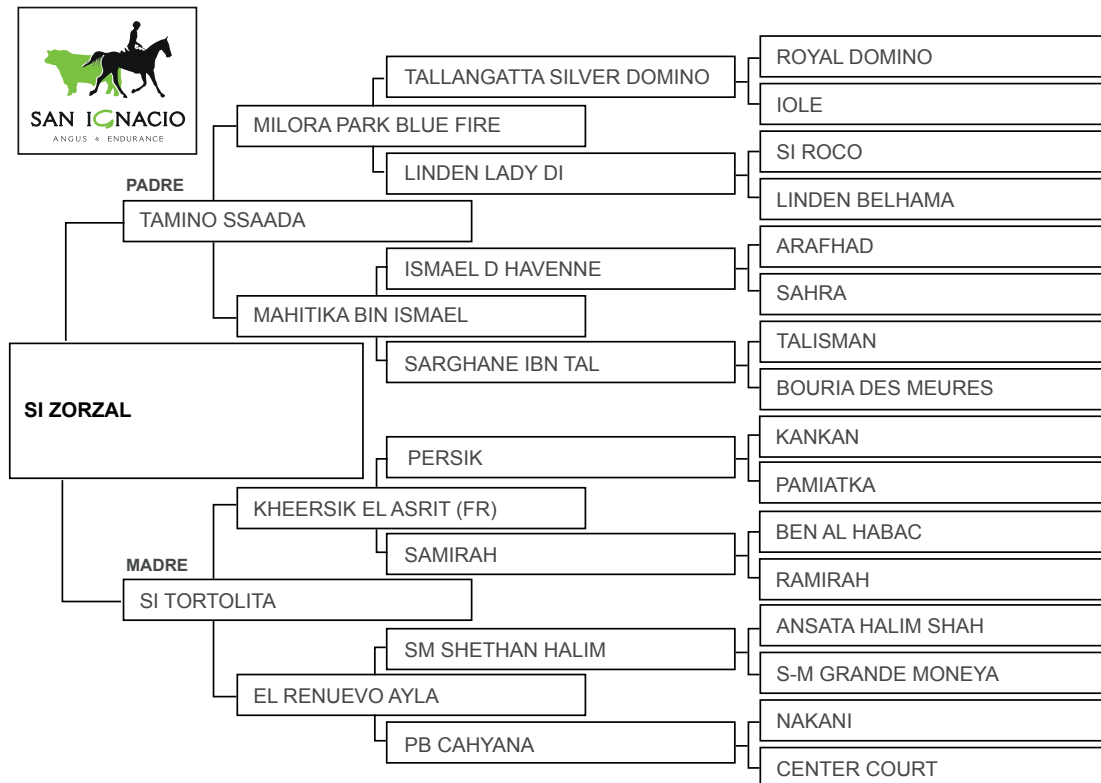 SAN IGNACIO
ANGUS & ENDURANCE
ROYAL DOMINO
TALLANGATTA SILVER DOMINO
IOLE
MILORA PARK BLUE FIRE
SI ROCO
LINDEN LADY DI
LINDEN BELHAMA
PADRE
TAMINO SSAADA
ARAFHAD
ISMAEL D HAVENNE
SAHRA
MAHITIKA BIN ISMAEL
TALISMAN
SARGHANE IBN TAL
BOURIA DES MEURES
SI ZORZAL
KANKAN
PERSIK
PAMIATKA
KHEERSIK EL ASRIT (FR)
BEN AL HABAC
SAMIRAH
RAMIRAH
MADRE
SI TORTOLITA
ANSATA HALIM SHAH
SM SHETHAN HALIM
S-M GRANDE MONEYA
EL RENUEVO AYLA
NAKANI
PB CAHYANA
CENTER COURT